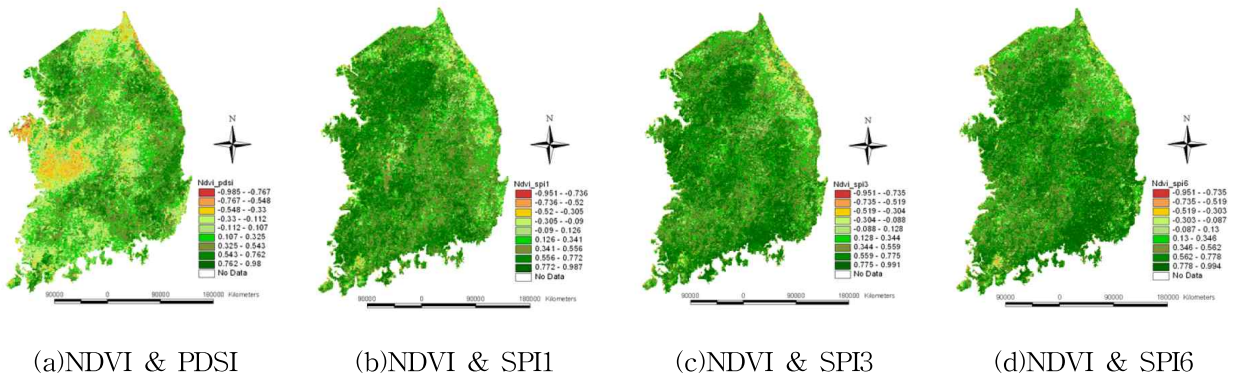 N
Ndvi_pdsi
-0.985 - -0.767
-0.767 - -0.548
-0.548 - -0.33
-0.33 - -0.112
-0.112 - 0.107
0.107 - 0.325
0.325 - 0.543
0.543 - 0.762
0.762 - 0.98
No Data
90000 0 90000 180000 Kilometers
(a)NDVI & PDSI
N
Ndvi_spi1
-0.951 - -0.736
-0.736 - -0.52
-0.52 - -0.305
-0.305 - -0.09
-0.09 - 0.126
0.126 - 0.341
0.341 - 0.556
0.556 - 0.772
0.772 - 0.987
No Data
90000 0 90000 180000 Kilometers
(b)NDVI & SPI1
N
Ndvi_spi3
-0.951 - -0.735
-0.735 - -0.519
-0.519 - -0.304
-0.304 - -0.088
-0.088 - 0.128
0.128 - 0.344
0.344 - 0.559
0.559 - 0.775
0.775 - 0.991
No Data
90000 0 90000 180000 Kilometers
(c)NDVI & SPI3
N
Ndvi_spi6
-0.951 - -0.735
-0.735 - -0.519
-0.519 - -0.303
-0.303 - -0.087
-0.087 - 0.13
0.13 - 0.346
0.346 - 0.562
0.562 - 0.778
0.778 - 0.994
No Data
90000 0 90000 180000 Kilometers
(d)NDVI & SPI6